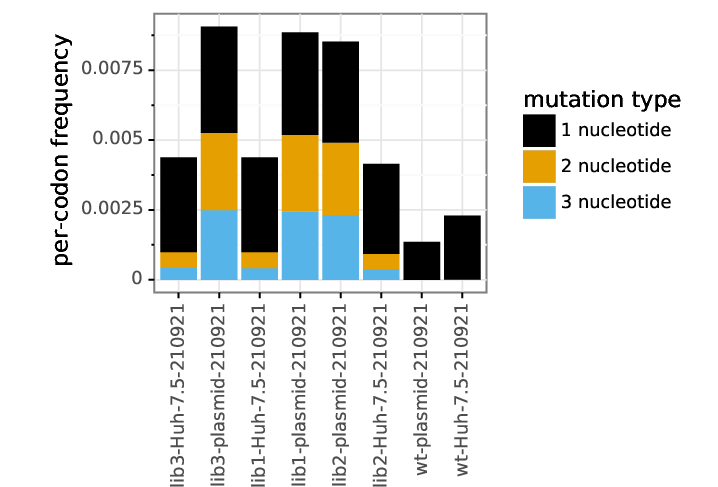 per-codon frequency
0.0075
0.005
0.0025
0
lib3-Huh-7.5-210921
lib3-plasmid-210921
lib1-Huh-7.5-210921
lib1-plasmid-210921
lib2-plasmid-210921
lib2-Huh-7.5-210921
wt-plasmid-210921
wt-Huh-7.5-210921
mutation type
1 nucleotide
2 nucleotide
3 nucleotide